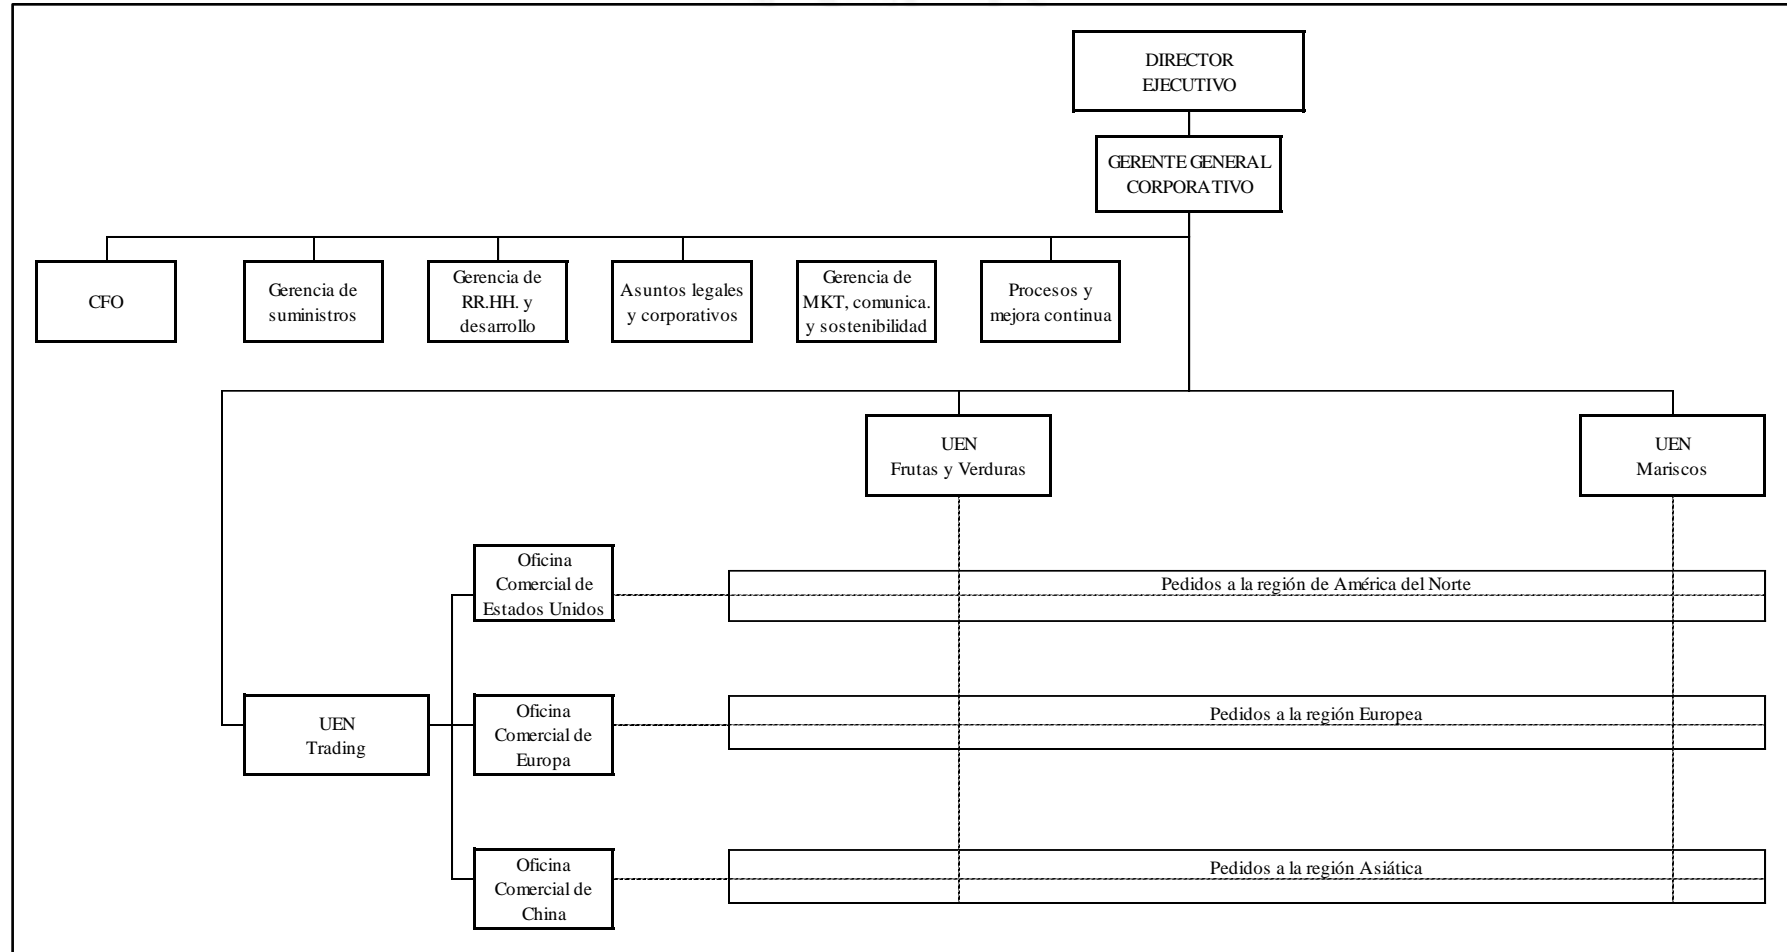 DIRECTOR
EJECUTIVO
GERENTE GENERAL
CORPORATIVO
CFO
Gerencia de
suministros
Gerencia de
RR.HH. y
desarrollo
Asuntos legales
y corporativos
Gerencia de
MKT, comunica.
y sostenibilidad
Procesos y
mejora continua
UEN
Frutas y Verduras
UEN
Mariscos
Oficina
Comercial de
Estados Unidos
Pedidos a la región de América del Norte
UEN
Trading
Oficina
Comercial de
Europa
Pedidos a la región Europea
Oficina
Comercial de
China
Pedidos a la región Asiática